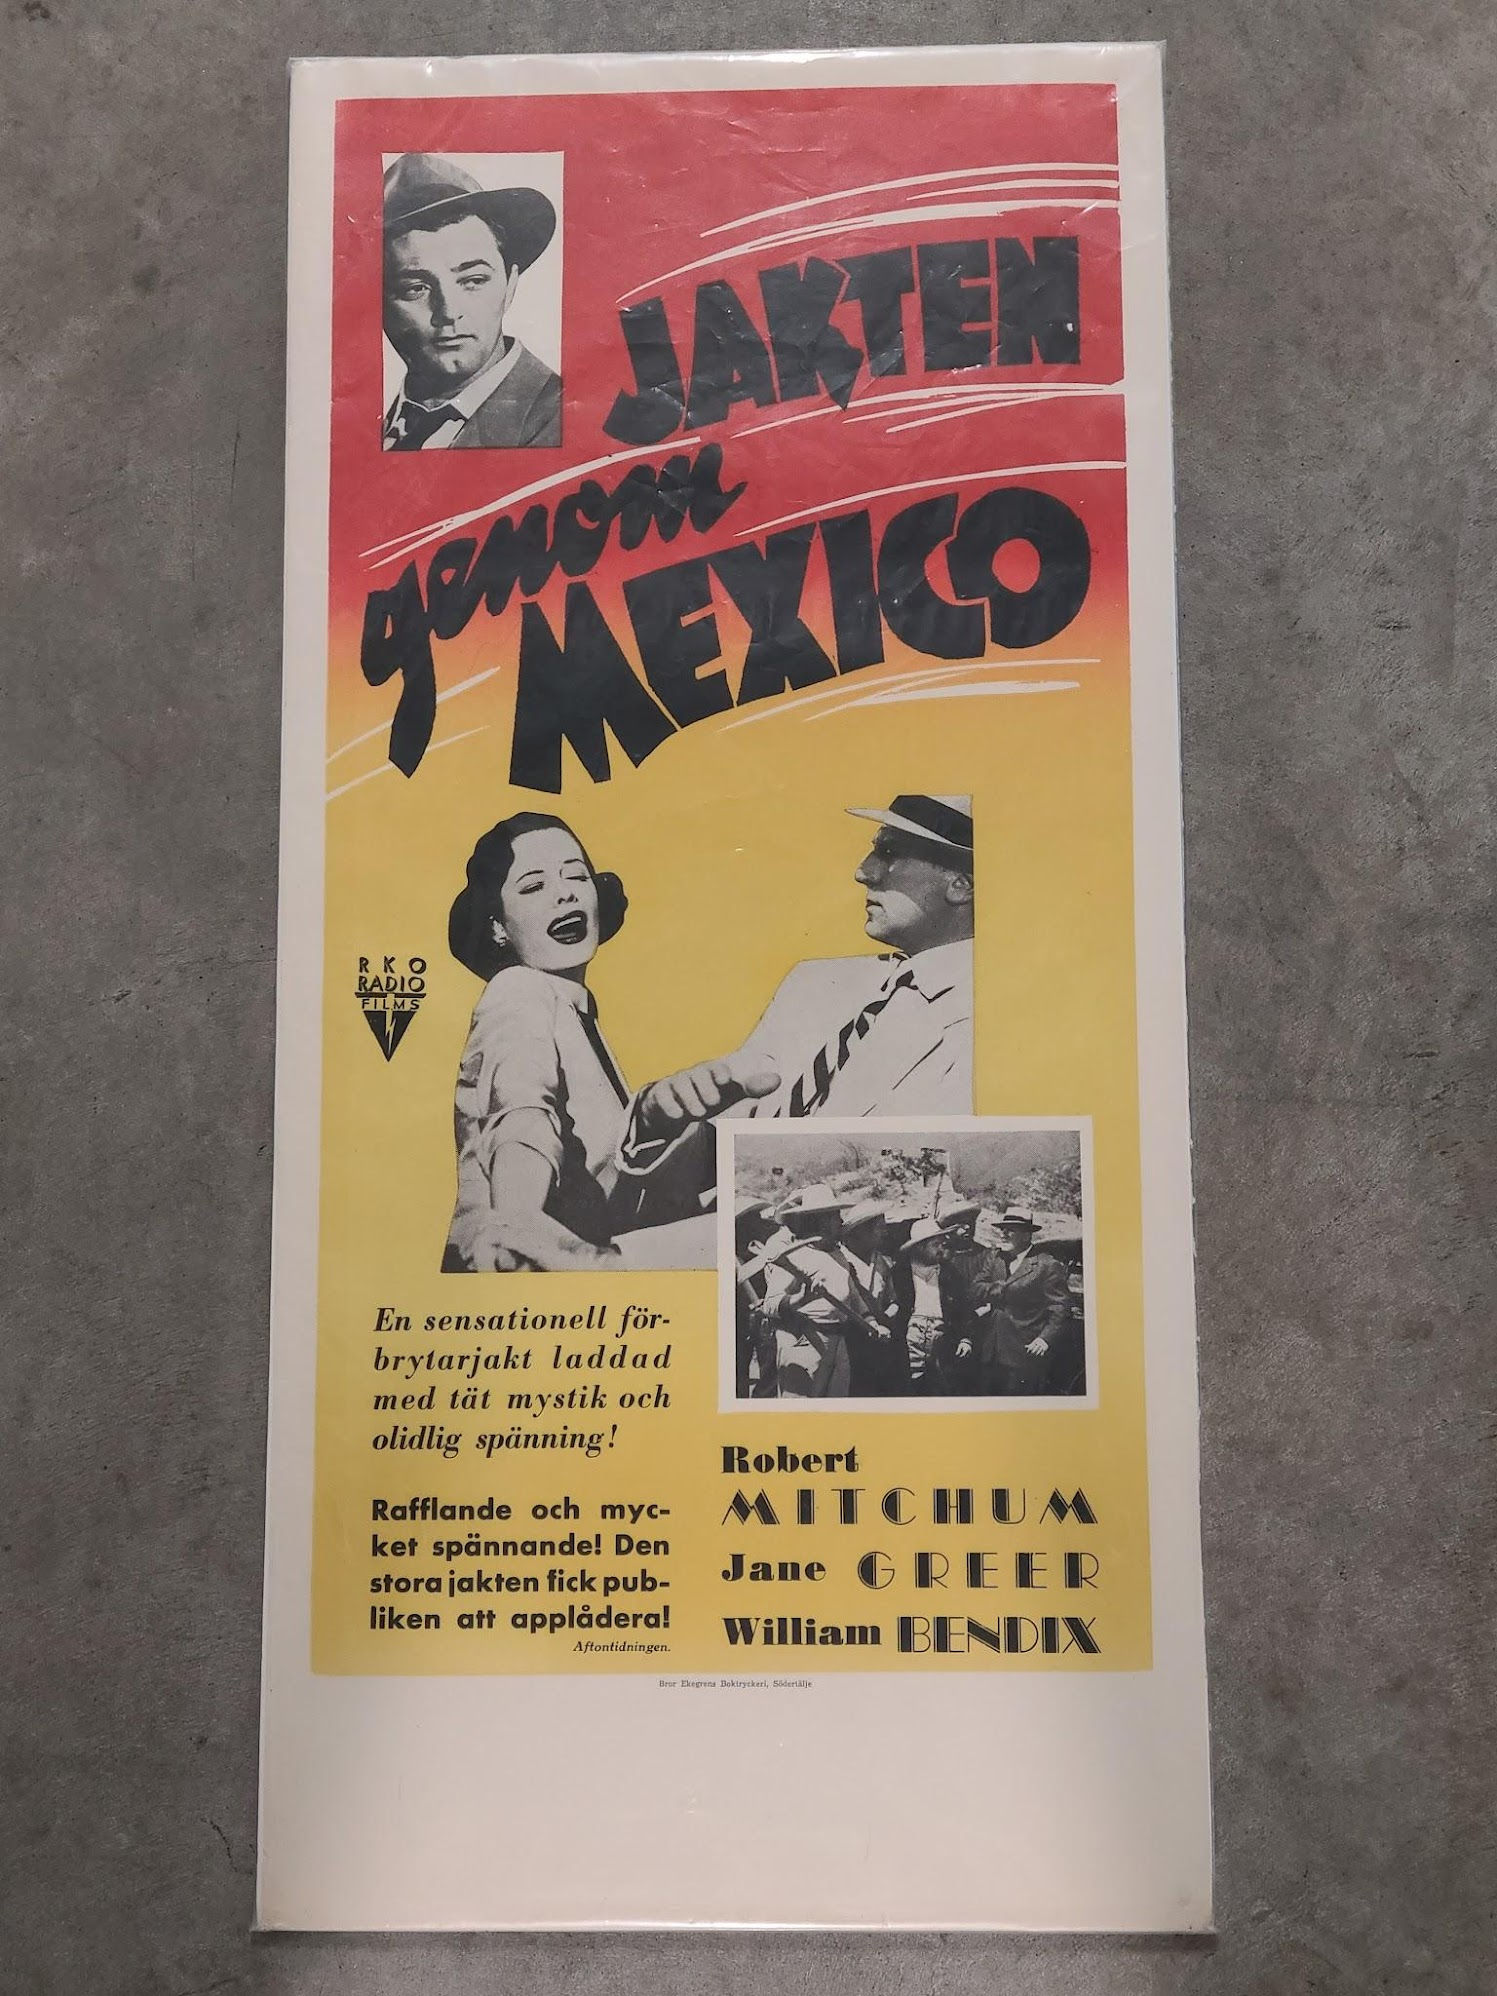 JAKTEN
genom
MEXICO
RKO
RADIO
FILMS
En sensationell för-
brytarjakt laddad
med tät mystik och
olidlig spänning!
Rafflande och myc-
ket spännande! Den
stora jakten fick pub-
liken att applådera!
Aftontidningen.
Robert
MITCHUM
Jane GREER
William BENDIX
Bror Ekegrens Boktryckeri, Södertälje